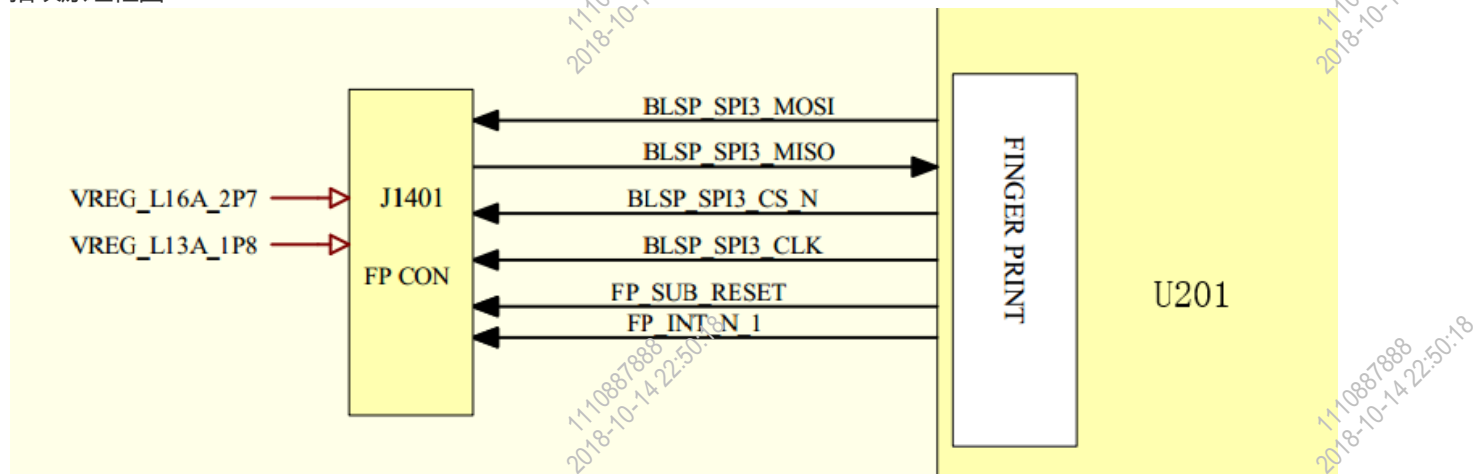 BLSP_SPI3_MOSI
BLSP_SPI3_MISO
VREG_L16A_2P7
J1401
BLSP_SPI3_CS_N
VREG_L13A_1P8
BLSP_SPI3_CLK
FP CON
FP_SUB_RESET
FP_INT_N_1
FINGER PRINT
U201
1110887888
2018-10-14 22:50:18
1110887888
2018-10-14 22:50:18